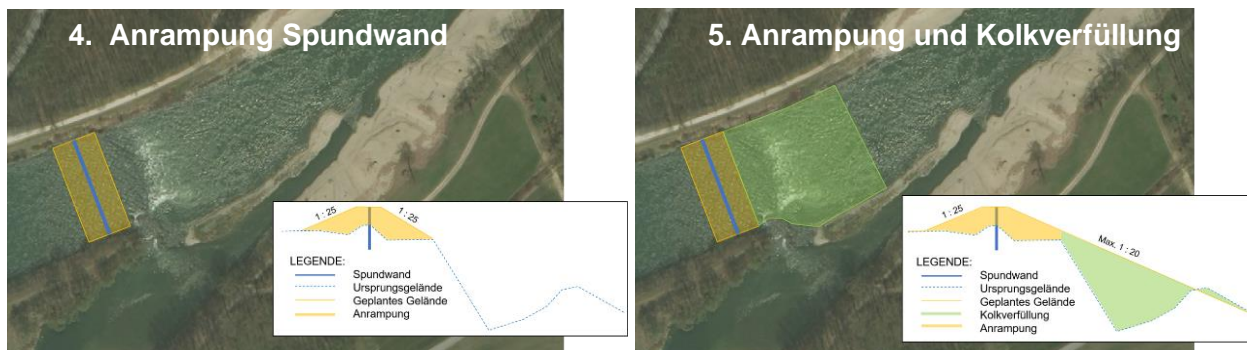 4. Anrampung Spundwand
1 : 25
1 : 25
LEGENDE:
Spundwand
Ursprungsgelände
Geplantes Gelände
Anrampung
5. Anrampung und Kolkverfüllung
1 : 25
Max. 1 : 20
LEGENDE:
Spundwand
Ursprungsgelände
Geplantes Gelände
Kolkverfüllung
Anrampung